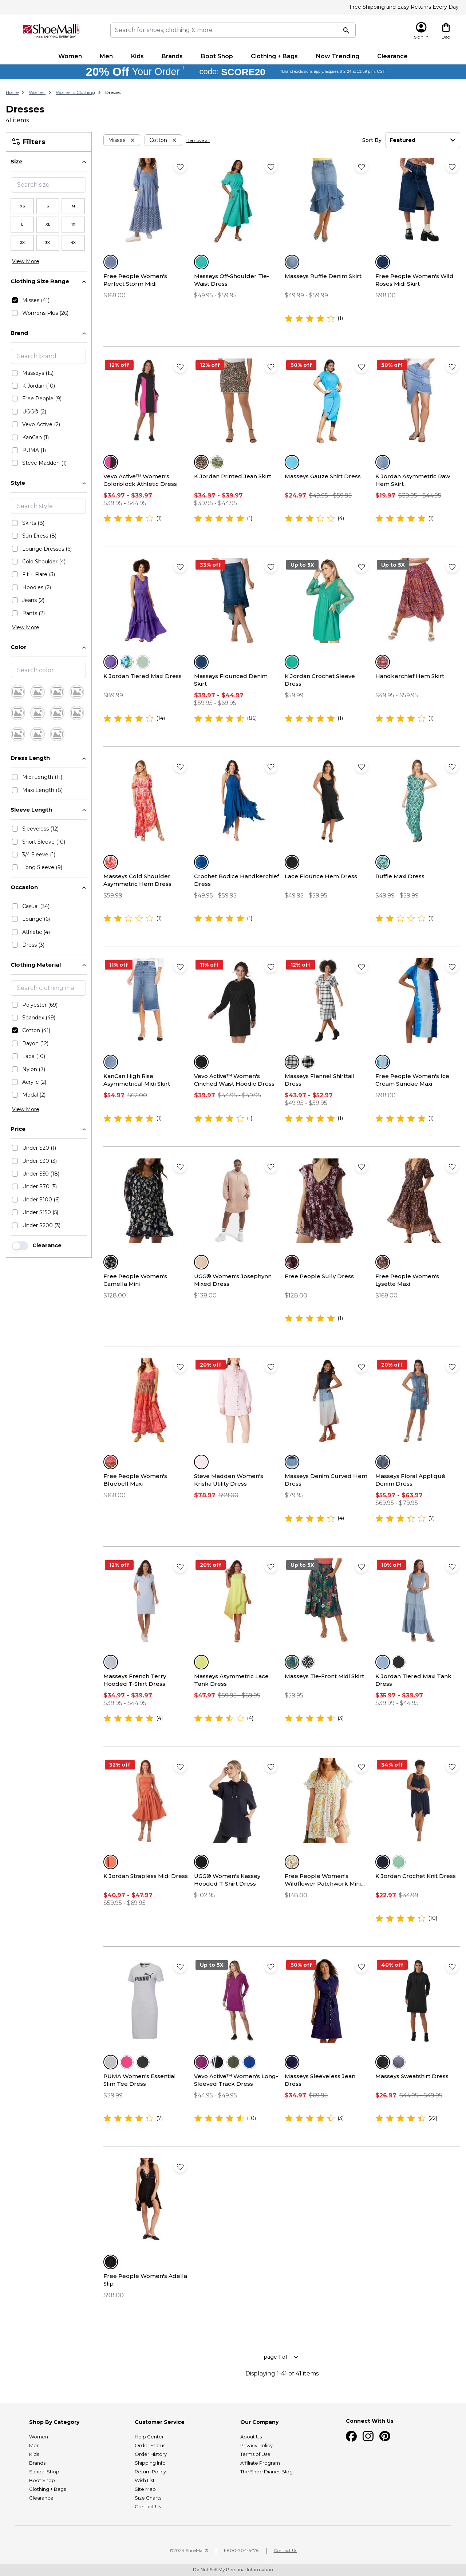 Free Shipping and Easy Returns Every Day
ShoeMall
Search for shoes, clothing & more
Sign In
Bag
Women
Men
Kids
Brands
Boot Shop
Clothing + Bags
Now Trending
Clearance
20% Off Your Order
code: SCORE20
Home
Women
Women's Clothing
Dresses
Dresses
41 items
Filters
Size
Search size
XS S M
L XL 1X
2X 3X 4X
View More
Clothing Size Range
Misses (41)
Womens Plus (26)
Brand
Search brand
Masseys (15)
K Jordan (10)
Free People (9)
UGG® (2)
Vevo Active (2)
KanCan (1)
PUMA (1)
Steve Madden (1)
Style
Search style
Skirts (8)
Sun Dress (8)
Lounge Dresses (6)
Cold Shoulder (4)
Fit + Flare (3)
Hoodies (2)
Jeans (2)
Pants (2)
View More
Color
Search color
Dress Length
Midi Length (11)
Maxi Length (8)
Sleeve Length
Sleeveless (12)
Short Sleeve (10)
3/4 Sleeve (1)
Long Sleeve (9)
Occasion
Casual (34)
Lounge (6)
Athletic (4)
Dress (3)
Clothing Material
Search clothing ma
Polyester (69)
Spandex (49)
Cotton (41)
Rayon (12)
Lace (10)
Nylon (7)
Acrylic (2)
Modal (2)
View More
Price
Under $20 (1)
Under $30 (3)
Under $50 (18)
Under $70 (5)
Under $100 (6)
Under $150 (5)
Under $200 (3)
Clearance
Misses
Cotton
Remove all
Sort By:
Featured
Free People Women's Perfect Storm Midi
$168.00
Masseys Off-Shoulder Tie-Waist Dress
$49.95 - $59.95
Masseys Ruffle Denim Skirt
$49.99 - $59.99
(1)
Free People Women's Wild Roses Midi Skirt
$98.00
12% off
Vevo Active™ Women's Colorblock Athletic Dress
$34.97 - $39.97
$39.95 - $44.95
(1)
12% off
K Jordan Printed Jean Skirt
$34.97 - $39.97
$39.95 - $44.95
(1)
50% off
Masseys Gauze Shirt Dress
$24.97 $49.95 - $59.95
(4)
50% off
K Jordan Asymmetric Raw Hem Skirt
$19.97 $39.95 - $44.95
(1)
K Jordan Tiered Maxi Dress
$89.99
(14)
33% off
Masseys Flounced Denim Skirt
$39.97 - $44.97
$59.95 - $69.95
(86)
Up to 5X
K Jordan Crochet Sleeve Dress
$59.99
(1)
Up to 5X
Handkerchief Hem Skirt
$49.95 - $59.95
(1)
Masseys Cold Shoulder Asymmetric Hem Dress
$59.99
(1)
Crochet Bodice Handkerchief Dress
$49.95 - $59.95
(1)
Lace Flounce Hem Dress
$49.95 - $59.95
Ruffle Maxi Dress
$49.99 - $59.99
(1)
11% off
KanCan High Rise Asymmetrical Midi Skirt
$54.97 $62.00
(1)
11% off
Vevo Active™ Women's Cinched Waist Hoodie Dress
$39.97 $44.95 - $49.95
(1)
12% off
Masseys Flannel Shirttail Dress
$43.97 - $52.97
$49.95 - $59.95
(1)
Free People Women's Ice Cream Sundae Maxi
$98.00
(1)
Free People Women's Camella Mini
$128.00
UGG® Women's Josephynn Mixed Dress
$138.00
Free People Sully Dress
$128.00
(1)
Free People Women's Lysette Maxi
$168.00
Free People Women's Bluebell Maxi
$168.00
20% off
Steve Madden Women's Krisha Utility Dress
$78.97 $99.00
Masseys Denim Curved Hem Dress
$79.95
(4)
20% off
Masseys Floral Appliqué Denim Dress
$55.97 - $63.97
$69.95 - $79.95
(7)
12% off
Masseys French Terry Hooded T-Shirt Dress
$34.97 - $39.97
$39.95 - $44.95
(4)
20% off
Masseys Asymmetric Lace Tank Dress
$47.97 $59.95 - $69.95
(4)
Up to 5X
Masseys Tie-Front Midi Skirt
$59.95
(3)
10% off
K Jordan Tiered Maxi Tank Dress
$35.97 - $39.97
$39.99 - $44.95
32% off
K Jordan Strapless Midi Dress
$40.97 - $47.97
$59.95 - $69.95
UGG® Women's Kassey Hooded T-Shirt Dress
$102.95
Free People Women's Wildflower Patchwork Mini...
$148.00
34% off
K Jordan Crochet Knit Dress
$22.97 $34.99
(10)
PUMA Women's Essential Slim Tee Dress
$39.99
(7)
Up to 5X
Vevo Active™ Women's Long-Sleeved Track Dress
$44.95 - $49.95
(10)
50% off
Masseys Sleeveless Jean Dress
$34.97 $69.95
(3)
40% off
Masseys Sweatshirt Dress
$26.97 $44.95 - $49.95
(22)
Free People Women's Adella Slip
$98.00
page 1 of 1
Displaying 1-41 of 41 items
Shop By Category
Women
Men
Kids
Brands
Sandal Shop
Boot Shop
Clothing + Bags
Clearance
Customer Service
Help Center
Order Status
Order History
Shipping Info
Return Policy
Wish List
Site Map
Size Charts
Contact Us
Our Company
About Us
Privacy Policy
Terms of Use
Affiliate Program
The Shoe Diaries Blog
Connect With Us
©2024 ShoeMall®
Contact Us
Do Not Sell My Personal Information